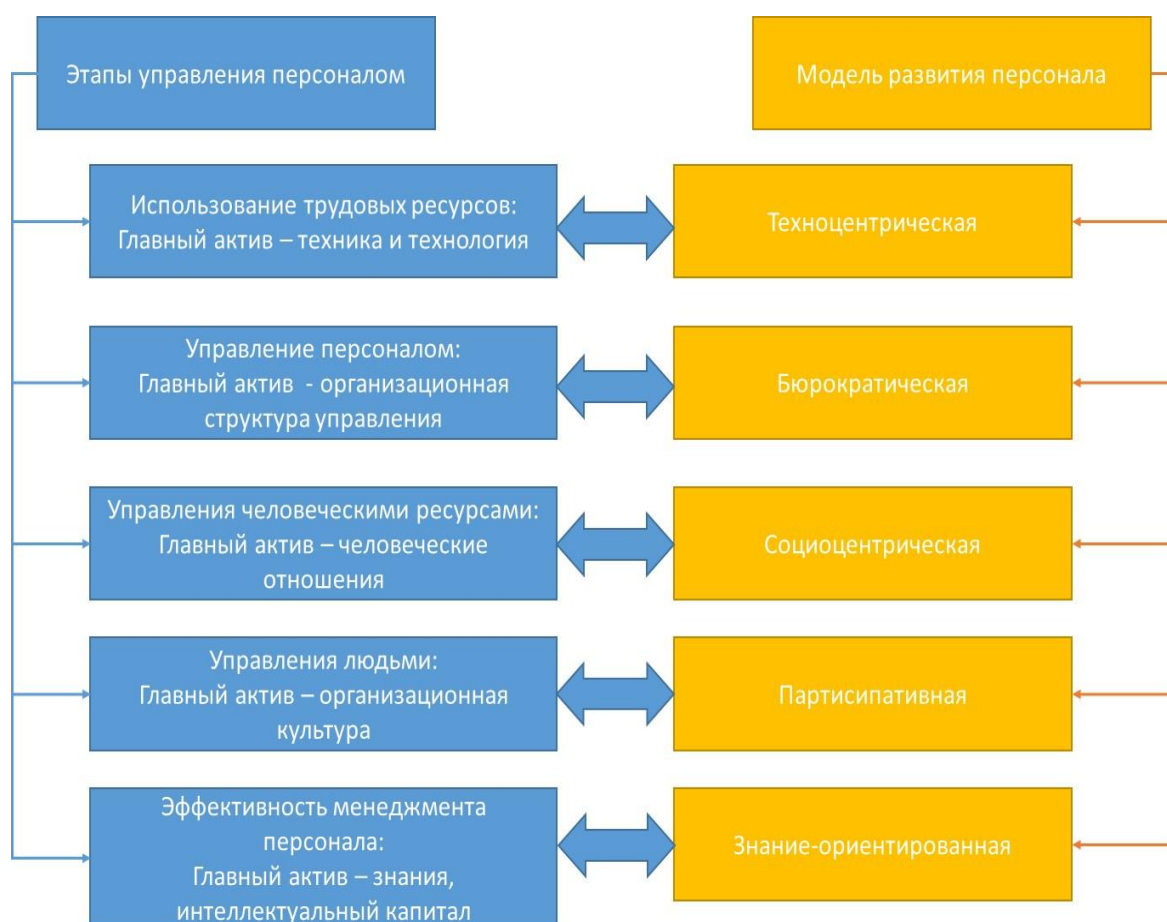 Этапы управления персоналом
Модель развития персонала
Использование трудовых ресурсов:
Главный актив – техника и технология
Техноцентрическая
Управление персоналом:
Главный актив - организационная
структура управления
Бюрократическая
Управления человеческими ресурсами:
Главный актив – человеческие
отношения
Социоцентрическая
Управления людьми:
Главный актив – организационная
культура
Партисипативная
Эффективность менеджмента
персонала:
Главный актив – знания,
интеллектуальный капитал
Знание-ориентированная